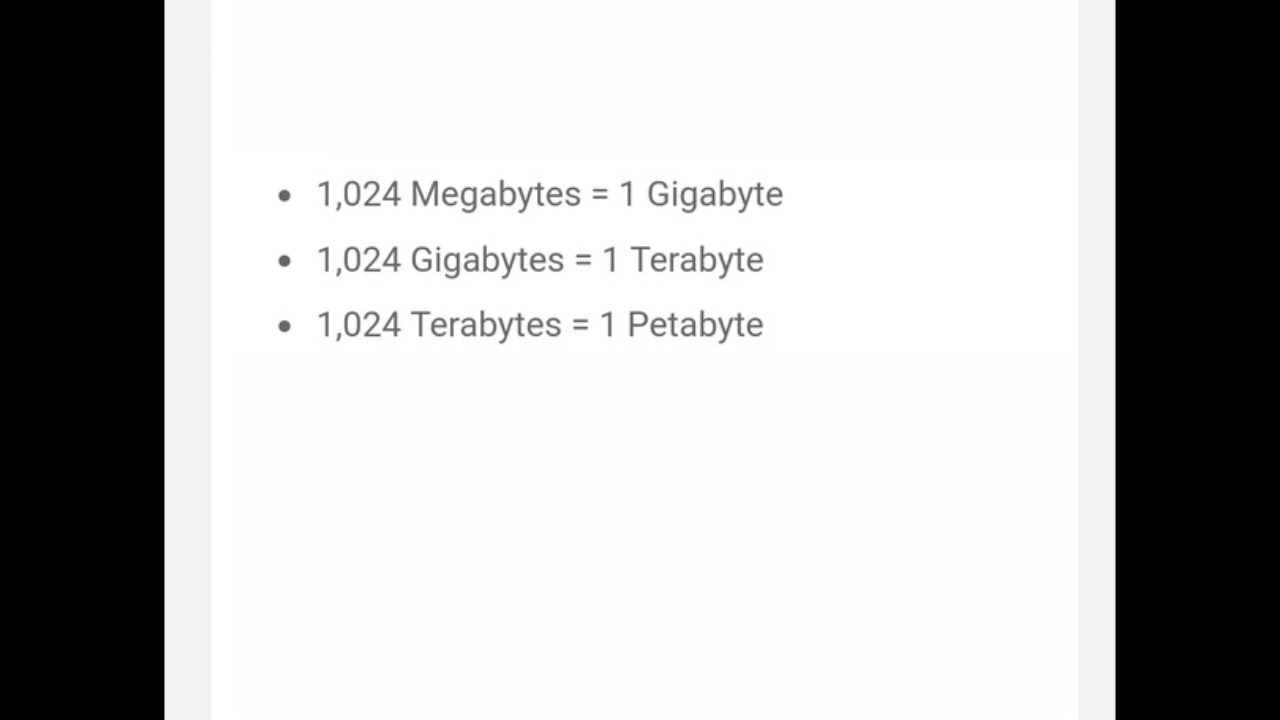 • 1,024 Megabytes = 1 Gigabyte
• 1,024 Gigabytes = 1 Terabyte
• 1,024 Terabytes = 1 Petabyte